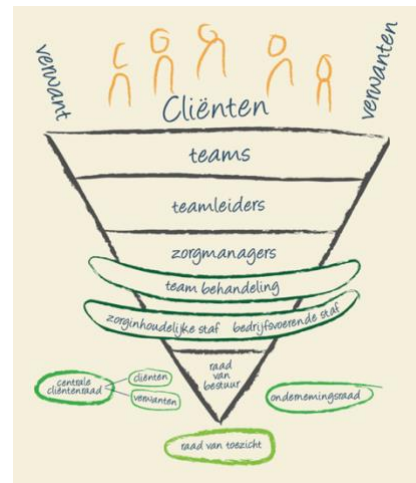 verwant
verwanten
Cliënten
teams
teamleiders
zorgmanagers
team behandeling
zorginhoudelijke staf bedrijfsvoerende staf
raad
van
bestuur
centrale
cliëntenraad
cliënten
verwanten
ondernemingsraad
raad van toezicht